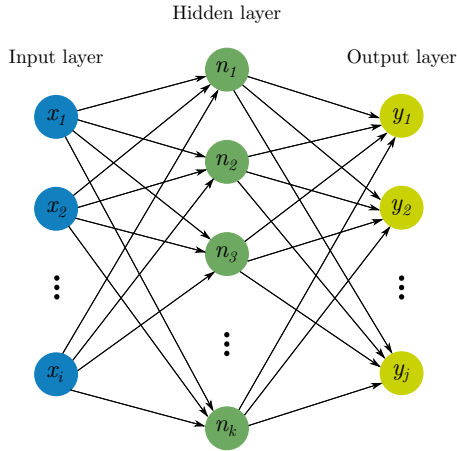 Hidden layer
Input layer
Output layer
n₁
x₁
y₁
n₂
x₂
y₂
n₃
⋮
⋮
⋮
xᵢ
yⱼ
nₖ